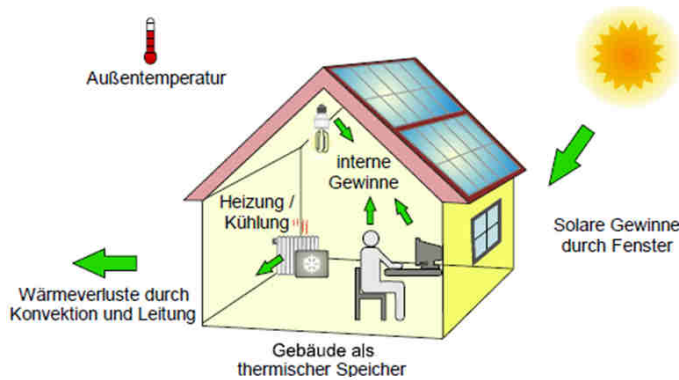 Außentemperatur
interne
Gewinne
Heizung /
Kühlung
Solare Gewinne
durch Fenster
Wärmeverluste durch
Konvektion und Leitung
Gebäude als
thermischer Speicher